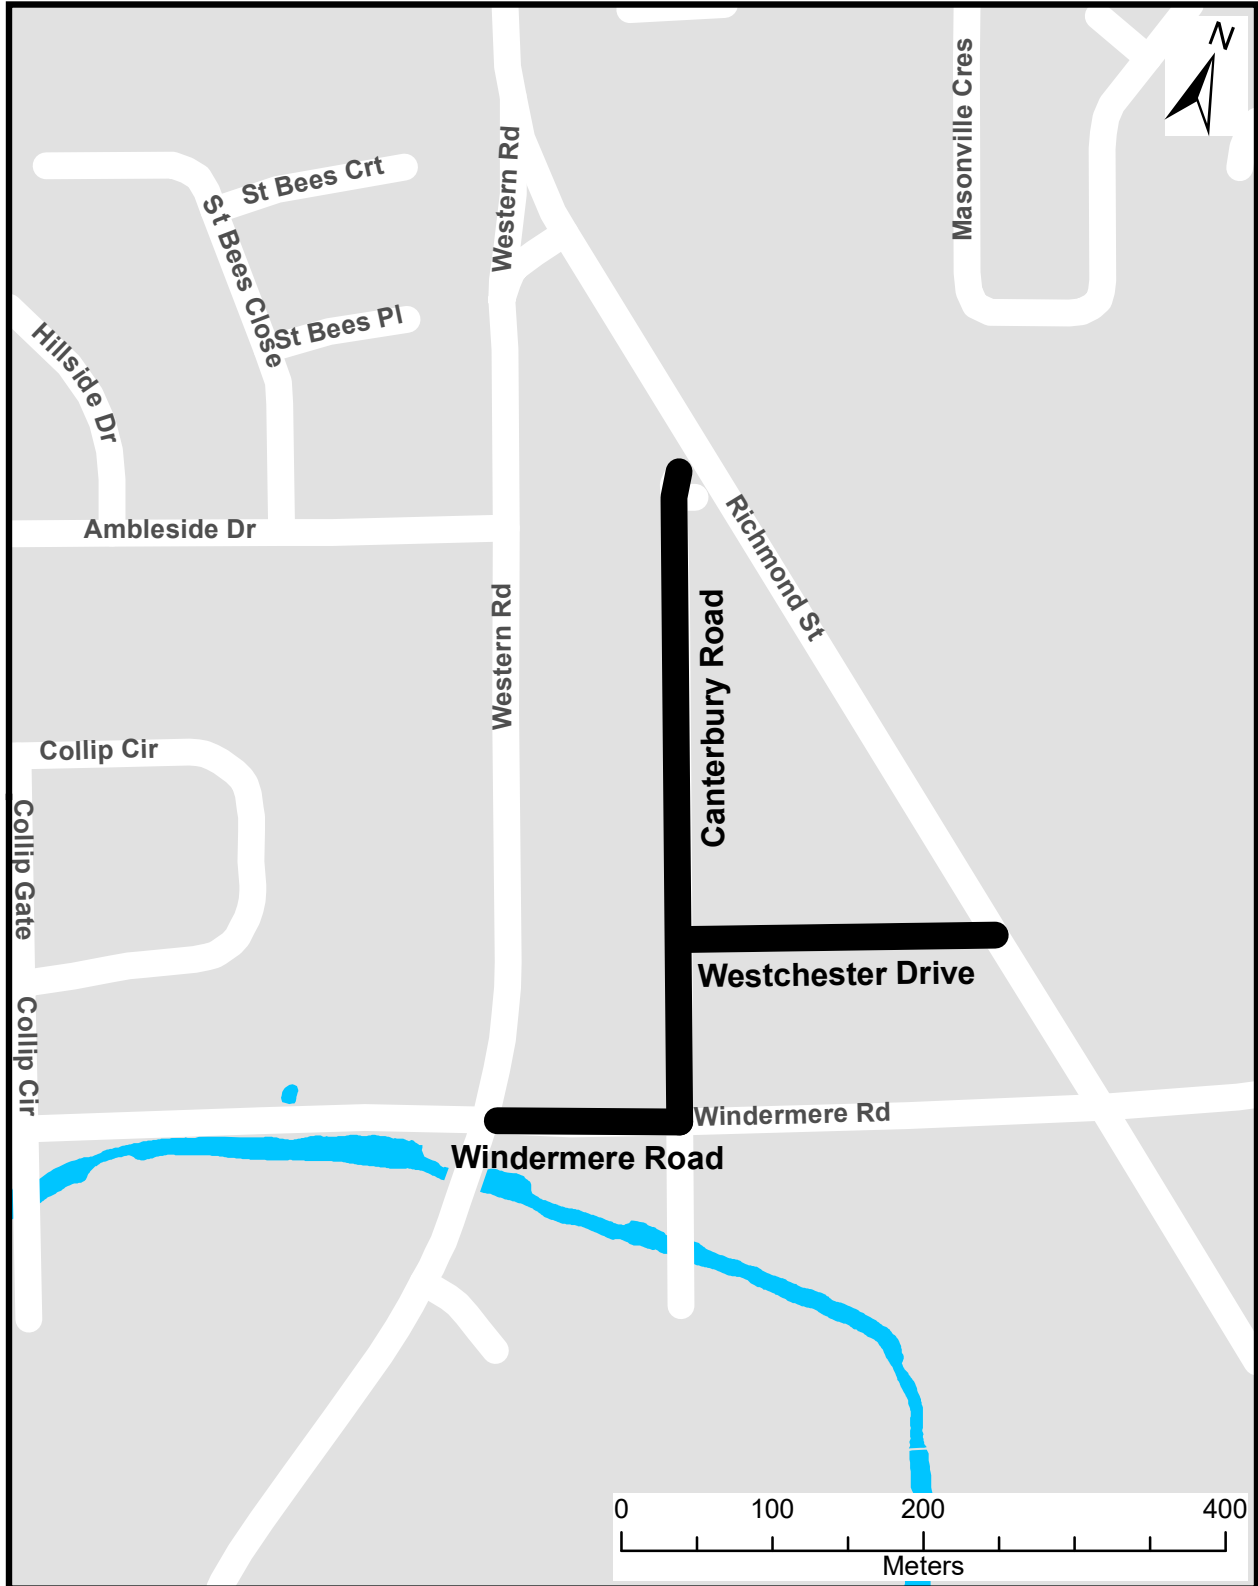 N
Masonville Cres
Western Rd
St Bees Crt
St Bees Close
St Bees Pl
Hillside Dr
Ambleside Dr
Richmond St
Western Rd
Canterbury Road
Collip Cir
Collip Gate
Westchester Drive
Collip Cir
Windermere Rd
Windermere Road
0 100 200 400
Meters